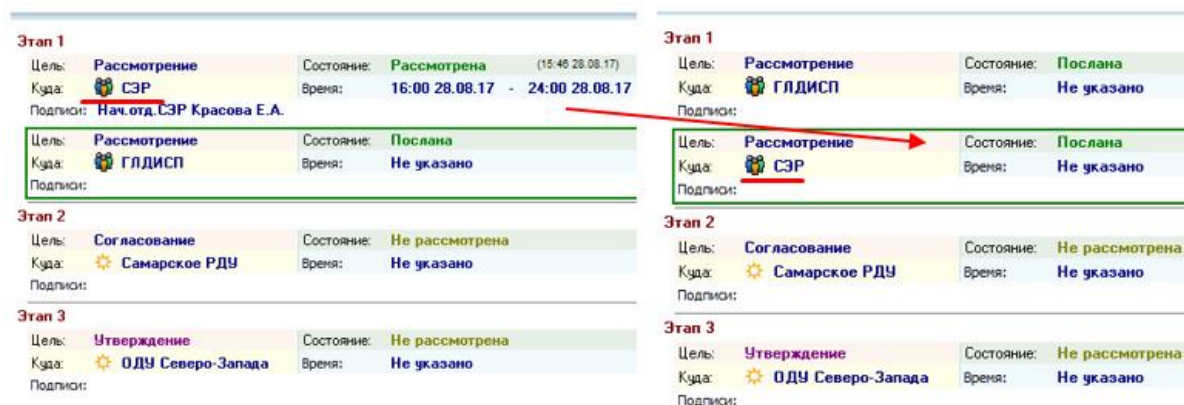 Этап 1
Цель: Рассмотрение Состояние: Рассмотрена (15:46 28.08.17)
Куда: СЭР Время: 16:00 28.08.17 - 24:00 28.08.17
Подписи: Нач.отд.СЭР Красова Е.А.
Цель: Рассмотрение Состояние: Послана
Куда: ГЛДИСП Время: Не указано
Подписи:
Этап 2
Цель: Согласование Состояние: Не рассмотрена
Куда: Самарское РДУ Время: Не указано
Подписи:
Этап 3
Цель: Утверждение Состояние: Не рассмотрена
Куда: ОДУ Северо-Запада Время: Не указано
Подписи:
Этап 1
Цель: Рассмотрение Состояние: Послана
Куда: ГЛДИСП Время: Не указано
Подписи:
Цель: Рассмотрение Состояние: Послана
Куда: СЭР Время: Не указано
Подписи:
Этап 2
Цель: Согласование Состояние: Не рассмотрена
Куда: Самарское РДУ Время: Не указано
Подписи:
Этап 3
Цель: Утверждение Состояние: Не рассмотрена
Куда: ОДУ Северо-Запада Время: Не указано
Подписи: